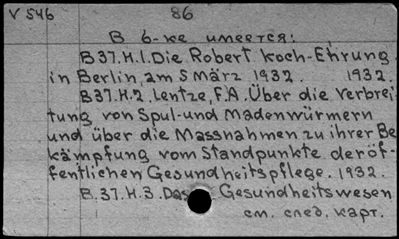 V 546 86
В б-ке имеется:
B 37.H.1. Die Robert Koch-Ehrung
in Berlin, am 5 März 1932. 1932.
B 37.H.2. Lentze, F.A. Über die Verbrei-
tung von Spul-und Madenwürmern
und über die Massnahmen zu ihrer Be
kämpfung vom Standpunkte der öf-
fentlichen Gesundheitspflege. 1932.
B.37.H.3. Gesundheitswesen
см. след. карт.